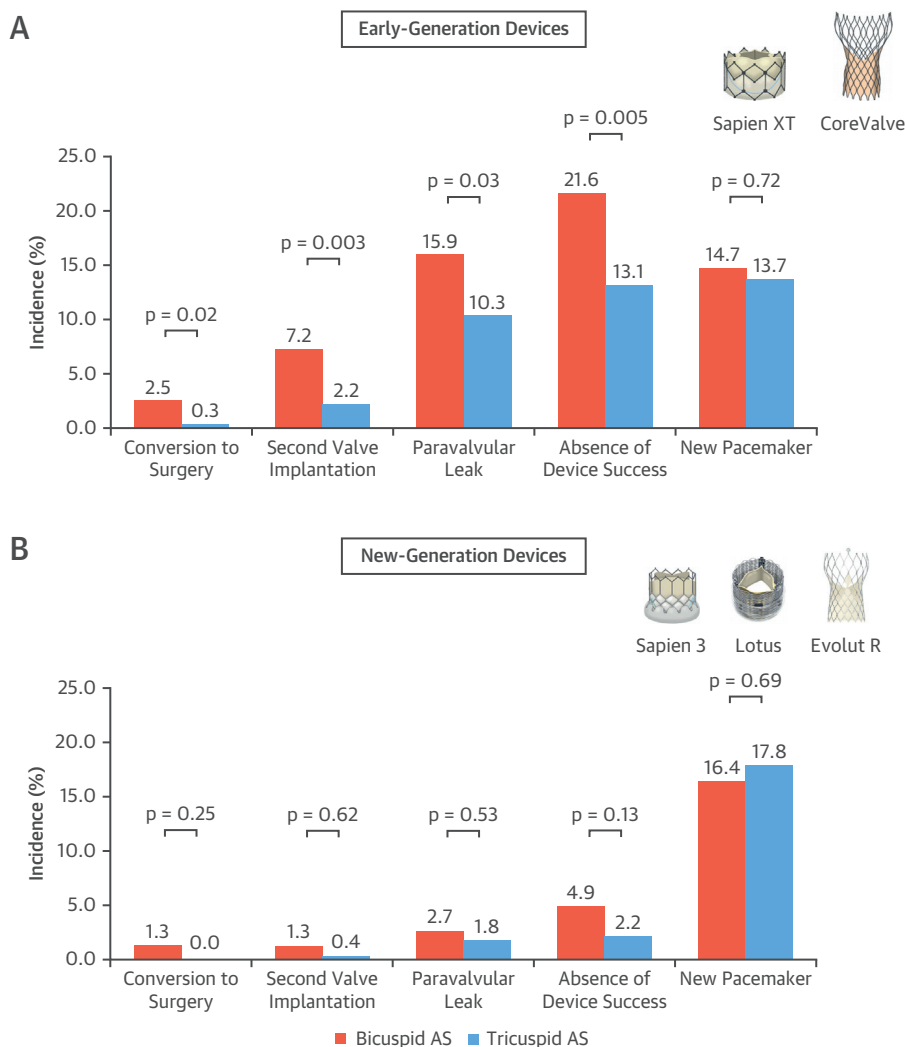 A
Early-Generation Devices
Sapien XT
CoreValve
p = 0.005
25.0
p = 0.03
p = 0.72
21.6
20.0
p = 0.003
15.9
15.0
14.7
13.7
13.1
Incidence (%)
p = 0.02
10.3
10.0
7.2
5.0
2.5
0.3
2.2
0.0
Conversion to
Surgery
Second Valve
Implantation
Paravalvular
Leak
Absence of
Device Success
New Pacemaker
B
New-Generation Devices
Sapien 3
Lotus
Evolut R
25.0
p = 0.69
20.0
17.8
16.4
15.0
Incidence (%)
p = 0.25
p = 0.62
p = 0.53
p = 0.13
10.0
5.0
4.9
2.7
1.8
2.2
1.3
0.0
1.3
0.4
0.0
Conversion to
Surgery
Second Valve
Implantation
Paravalvular
Leak
Absence of
Device Success
New Pacemaker
Bicuspid AS
Tricuspid AS